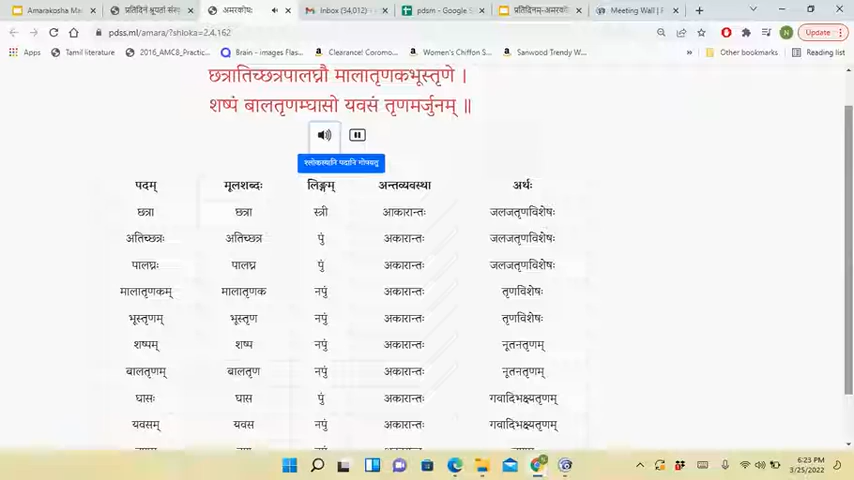 Amarakosha Ma
प्रतिदिनं श्रूयतां संस्
अमरकोषः
Inbox (34,012) -
pdsm - Google S
प्रतिदिनम्-अमरको
Meeting Wall | F
pdss.ml/amara/?shloka=2.4.162
Update
Apps
Tamil literature
2016_AMC8_Practic...
Brain - images Flas...
Clearance! Coromo...
Women's Chiffon S...
Sanwood Trendy W...
Other bookmarks
Reading list
छत्रातिच्छत्रपालघ्नौ मालातृणकभूस्तृणे ।
शष्पं बालतृणम्घासो यवसं तृणमर्जुनम् ॥
श्लोकस्थानि पदानि गोपयतु
पदम् मूलशब्दः लिङ्गम् अन्तव्यवस्था अर्थः
छत्रा छत्रा स्त्री आकारान्तः जलजतृणविशेषः
अतिच्छत्रः अतिच्छत्र पुं अकारान्तः जलजतृणविशेषः
पालघ्नः पालघ्न पुं अकारान्तः जलजतृणविशेषः
मालातृणकम् मालातृणक नपुं अकारान्तः तृणविशेषः
भूस्तृणम् भूस्तृण नपुं अकारान्तः तृणविशेषः
शष्पम् शष्प नपुं अकारान्तः नूतनतृणम्
बालतृणम् बालतृण नपुं अकारान्तः नूतनतृणम्
घासः घास पुं अकारान्तः गवादिभक्ष्यतृणम्
यवसम् यवस नपुं अकारान्तः गवादिभक्ष्यतृणम्
6:23 PM
3/25/2022